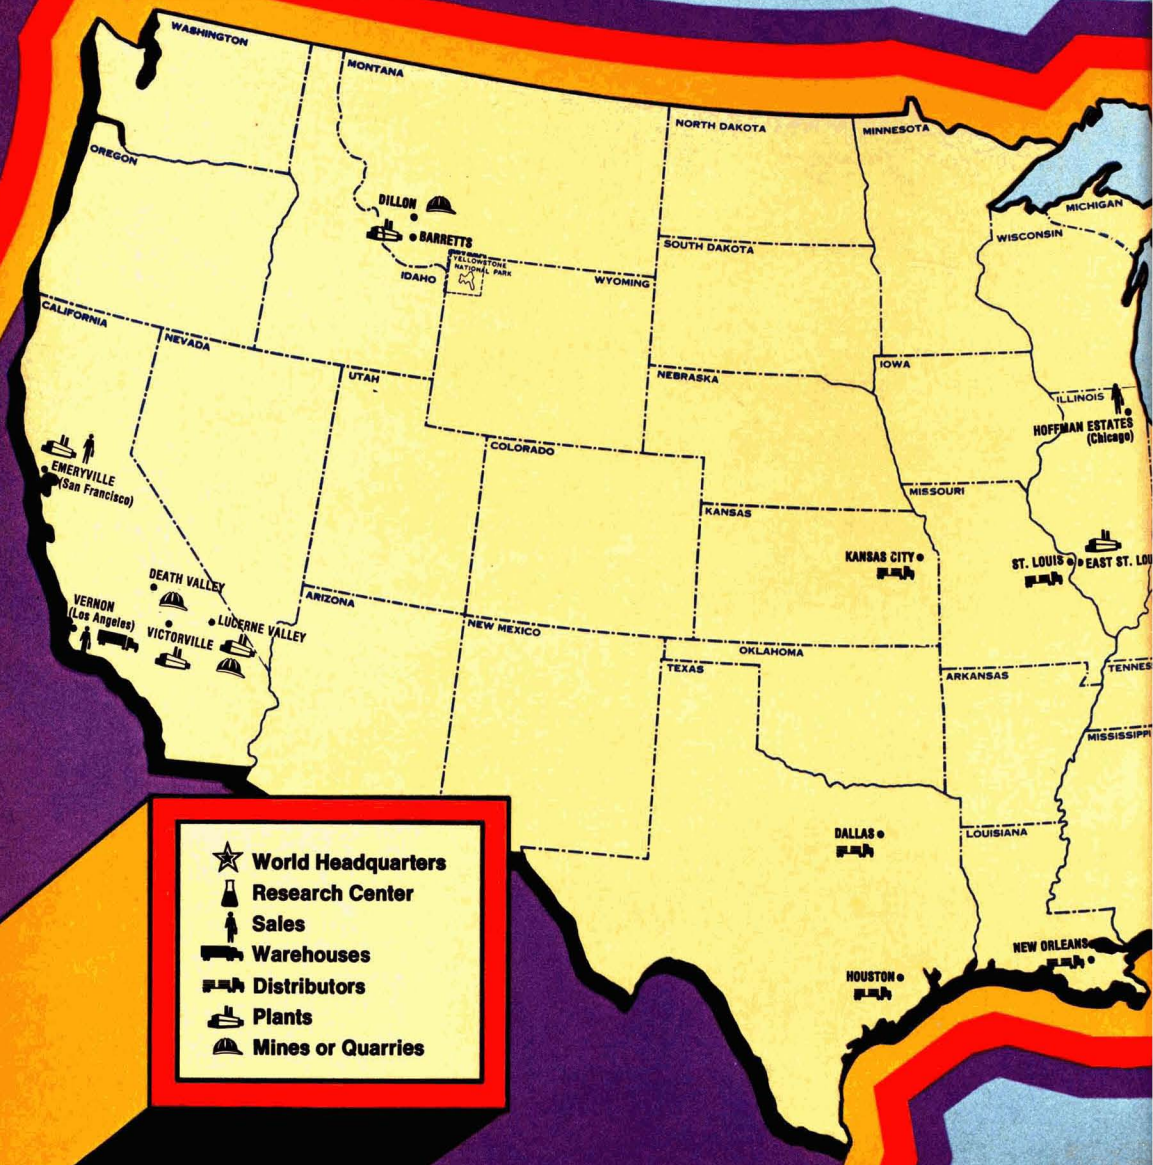 WASHINGTON
MONTANA
NORTH DAKOTA
MINNESOTA
OREGON
MICHIGAN
DILLON
BARRETTS
WISCONSIN
SOUTH DAKOTA
IDAHO
YELLOWSTONE
NATIONAL PARK
WYOMING
CALIFORNIA
NEVADA
UTAH
NEBRASKA
IOWA
ILLINOIS
HOFFMAN ESTATES
(Chicago)
COLORADO
EMERYVILLE
(San Francisco)
MISSOURI
KANSAS
KANSAS CITY
ST. LOUIS
EAST ST. LOU
DEATH VALLEY
VERNON
(Los Angeles)
LUCERNE VALLEY
VICTORVILLE
ARIZONA
NEW MEXICO
OKLAHOMA
TEXAS
ARKANSAS
TENNES
MISSISSIPPI
DALLAS
LOUISIANA
NEW ORLEANS
HOUSTON
World Headquarters
Research Center
Sales
Warehouses
Distributors
Plants
Mines or Quarries